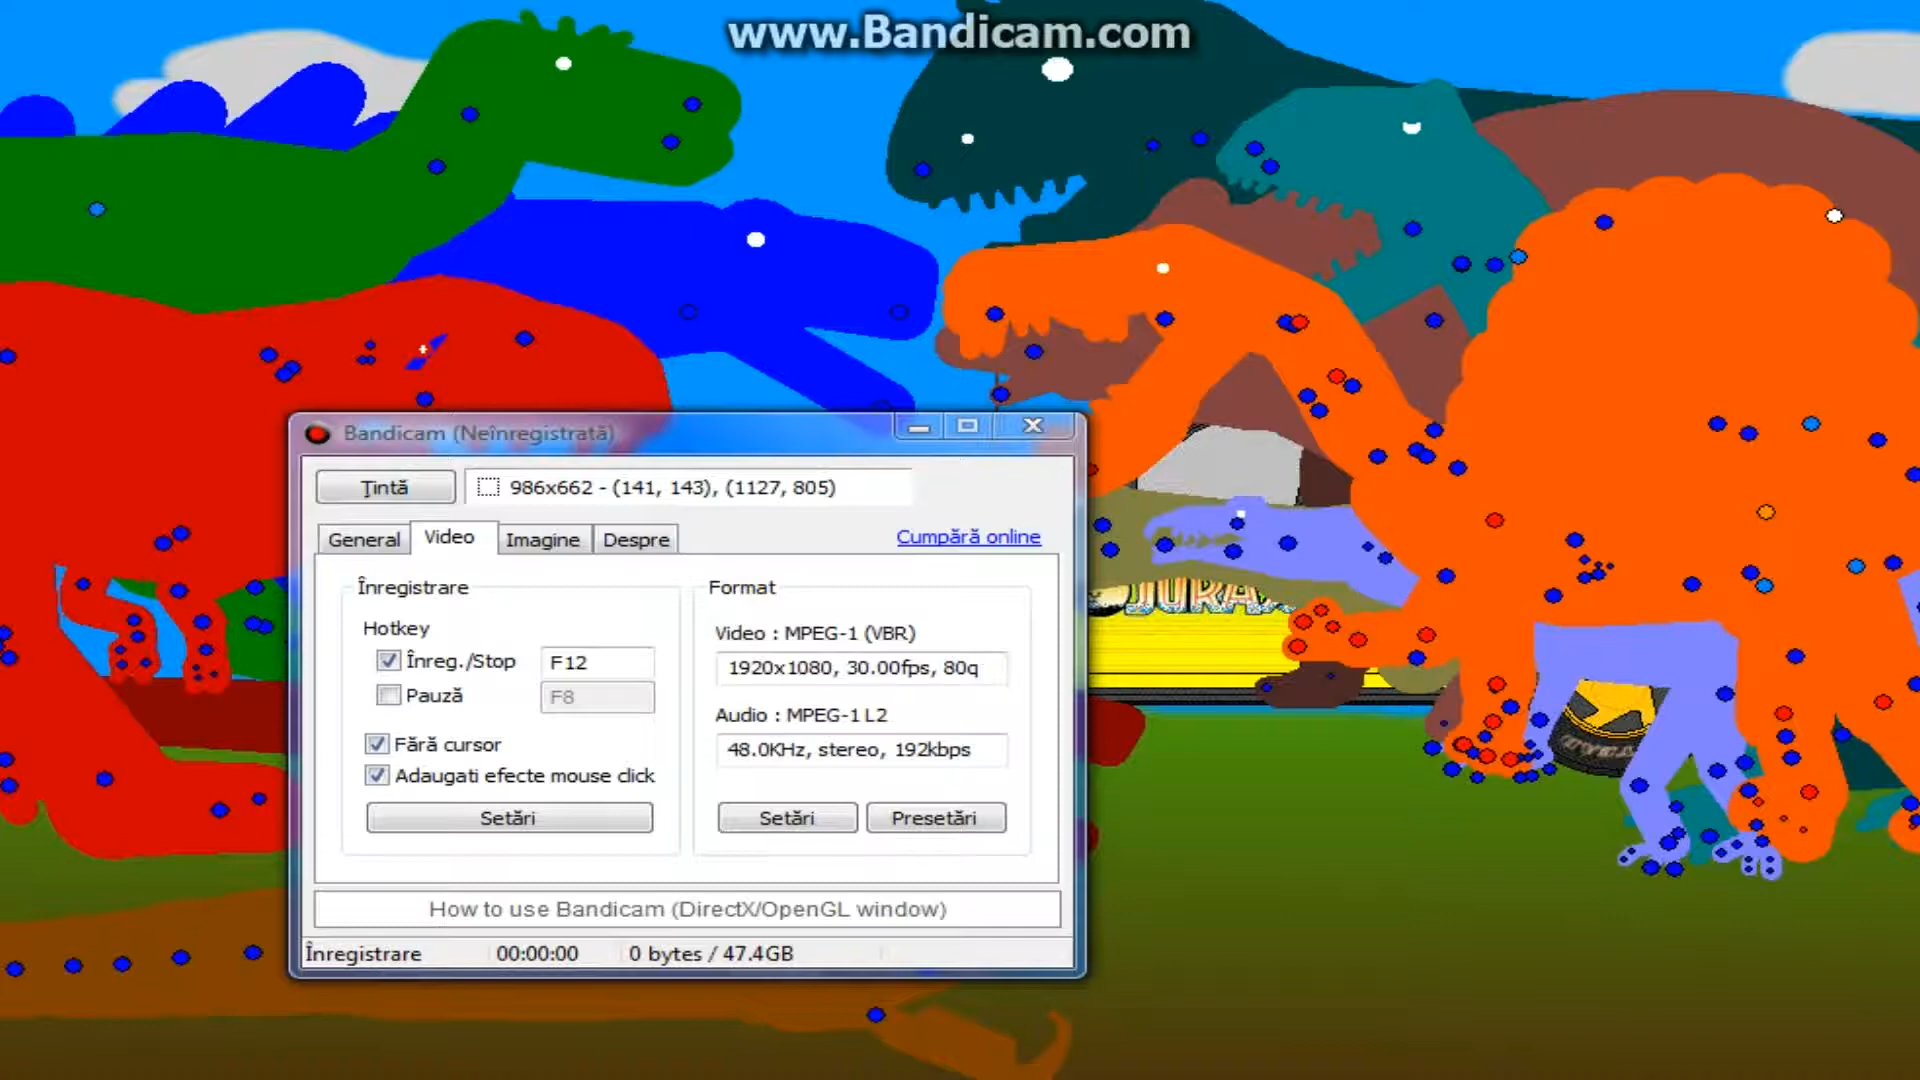 www.Bandicam.com
Bandicam (Neînregistrată)
Țintă
986x662 - (141, 143), (1127, 805)
General
Video
Imagine
Despre
Cumpără online
Înregistrare
Hotkey
Înreg./Stop
F12
Pauză
F8
Fără cursor
Adaugati efecte mouse click
Setări
Format
Video : MPEG-1 (VBR)
1920x1080, 30.00fps, 80q
Audio : MPEG-1 L2
48.0KHz, stereo, 192kbps
Setări
Presetări
How to use Bandicam (DirectX/OpenGL window)
Înregistrare
00:00:00
0 bytes / 47.4GB